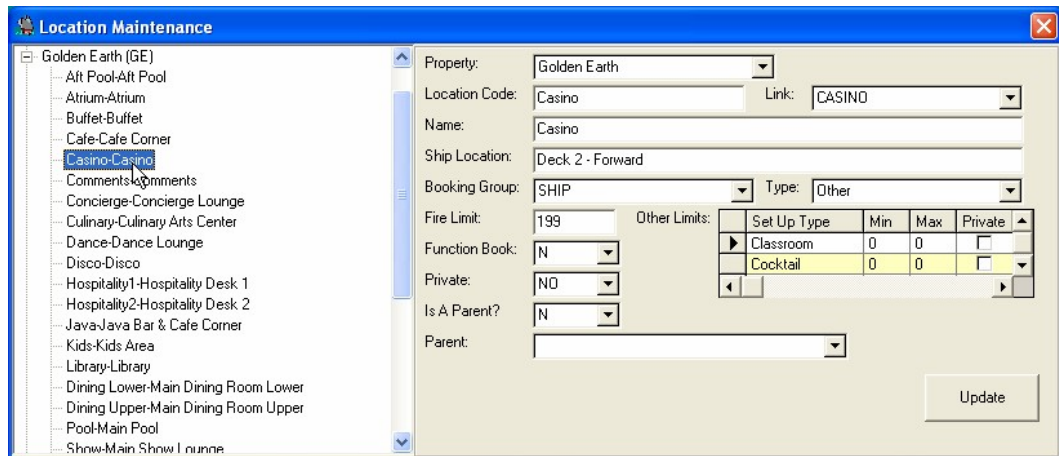 Location Maintenance
Golden Earth (GE)
Aft Pool-Aft Pool
Atrium-Atrium
Buffet-Buffet
Cafe-Cafe Corner
Casino-Casino
Comments-Comments
Concierge-Concierge Lounge
Culinary-Culinary Arts Center
Dance-Dance Lounge
Disco-Disco
Hospitality1-Hospitality Desk 1
Hospitality2-Hospitality Desk 2
Java-Java Bar & Cafe Corner
Kids-Kids Area
Library-Library
Dining Lower-Main Dining Room Lower
Dining Upper-Main Dining Room Upper
Pool-Main Pool
Show-Main Show Lounge
Property: Golden Earth
Location Code: Casino Link: CASINO
Name: Casino
Ship Location: Deck 2 - Forward
Booking Group: SHIP Type: Other
Fire Limit: 199 Other Limits: Set Up Type Min Max Private
Classroom 0 0
Cocktail 0 0
Function Book: N
Private: NO
Is A Parent? N
Parent:
Update